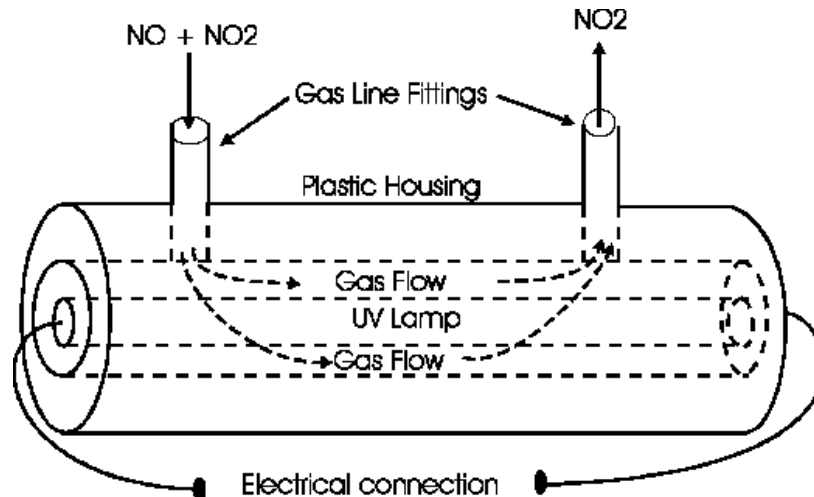 NO + NO2
NO2
Gas Line Fittings
Plastic Housing
Gas Flow
UV Lamp
Gas Flow
Electrical connection